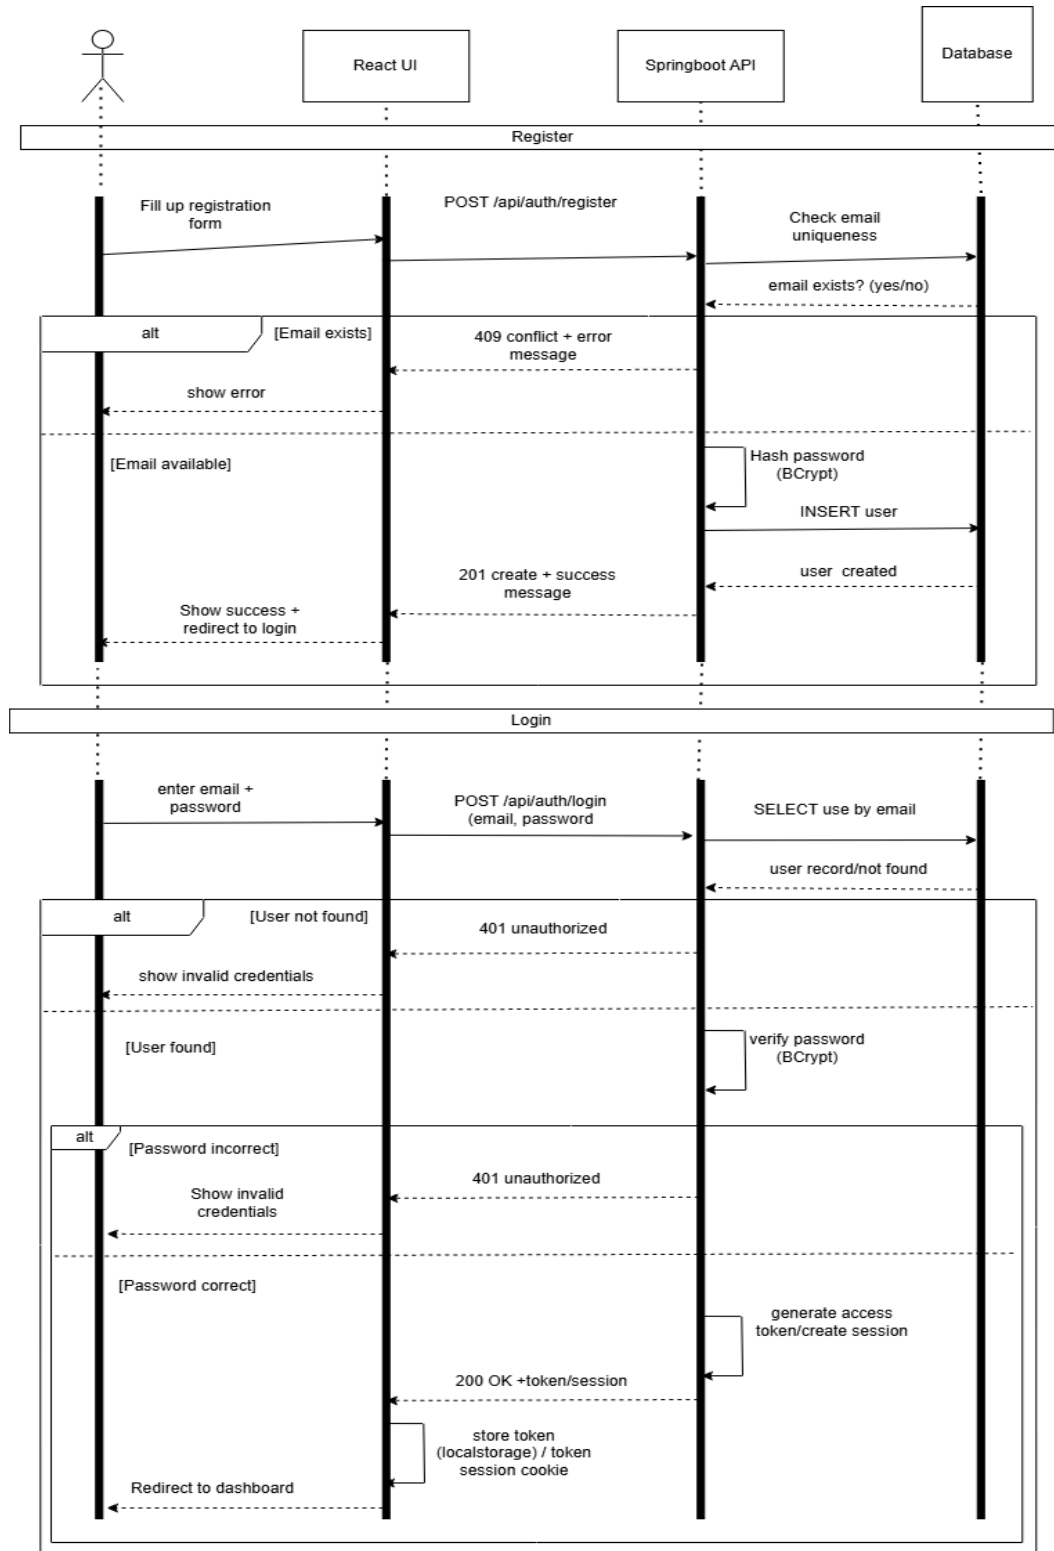 React UI
Springboot API
Database
Register
Fill up registration
form
POST /api/auth/register
Check email
uniqueness
email exists? (yes/no)
alt
[Email exists]
409 conflict + error
message
show error
[Email available]
Hash password
(BCrypt)
INSERT user
user created
201 create + success
message
Show success +
redirect to login
Login
enter email +
password
POST /api/auth/login
(email, password
SELECT use by email
user record/not found
alt
[User not found]
401 unauthorized
show invalid credentials
[User found]
verify password
(BCrypt)
alt
[Password incorrect]
401 unauthorized
Show invalid
credentials
[Password correct]
generate access
token/create session
200 OK +token/session
store token
(localstorage) / token
session cookie
Redirect to dashboard